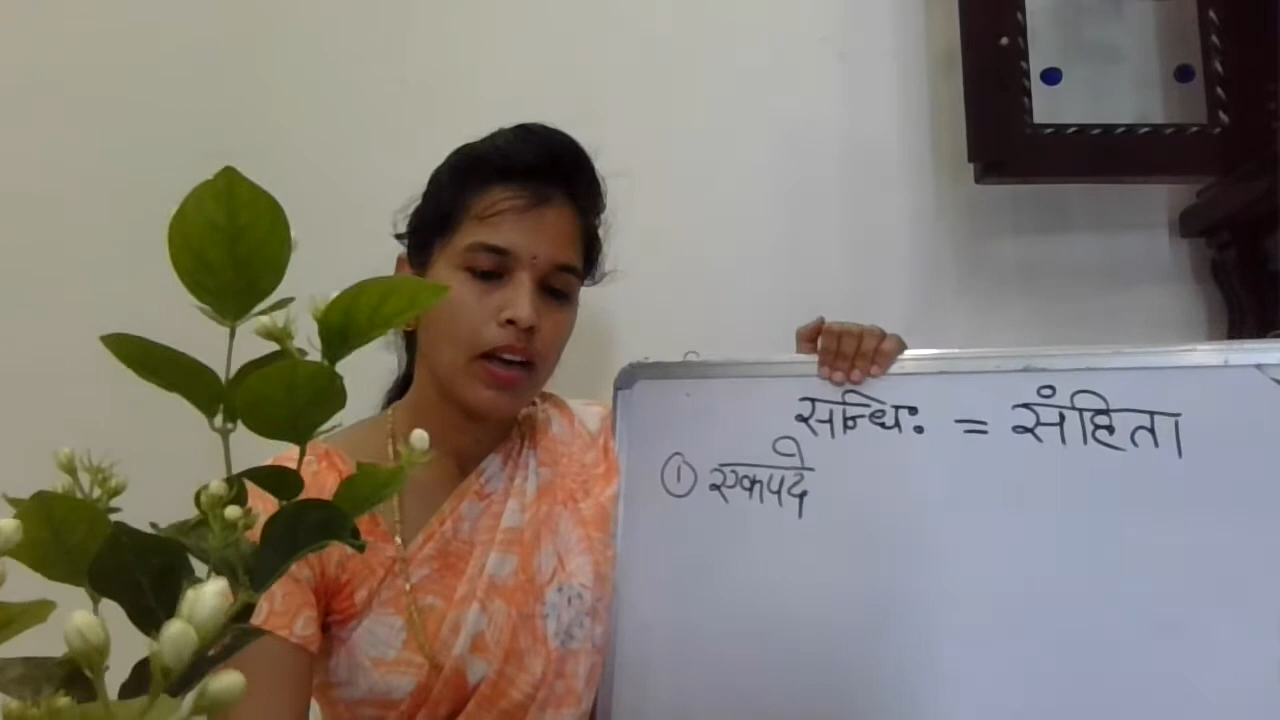 सन्धिः = संहिता
① एकपदे